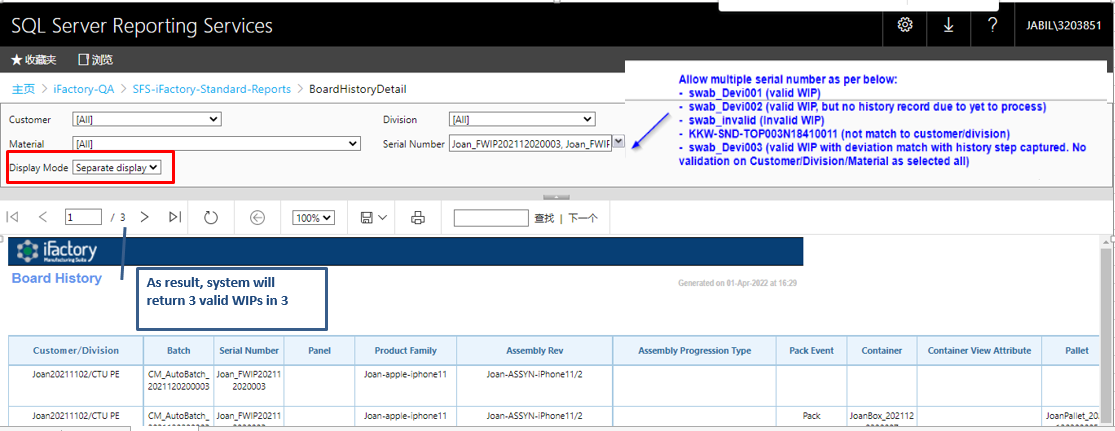 SQL Server Reporting Services
JABIL\3203851
收藏夹 浏览
主页 > iFactory-QA > SFS-iFactory-Standard-Reports > BoardHistoryDetail
Allow multiple serial number as per below:
- swab_Devi001 (valid WIP)
- swab_Devi002 (valid WIP, but no history record due to yet to process)
- swab_invalid (Invalid WIP)
- KKW-SND-TOP003N18410011 (not match to customer/division)
- swab_Devi003 (valid WIP with deviation match with history step captured. No
validation on Customer/Division/Material as selected all)
Customer [All] Division [All]
Material [All] Serial Number Joan_FWIP202112020003, Joan_FWIF
Display Mode Separate display
1 / 3 100% 查找 | 下一个
iFactory
Manufacturing Suite
Board History
Generated on 01-Apr-2022 at 16:29
As result, system will
return 3 valid WIPs in 3
Customer/Division Batch Serial Number Panel Product Family Assembly Rev Assembly Progression Type Pack Event Container Container View Attribute Pallet
Joan20211102/CTU PE CM_AutoBatch_ Joan_FWIP20211 Joan-apple-iphone11 Joan-ASSYN-iPhone11/2
2021120200003 2020003
Joan20211102/CTU PE CM_AutoBatch_ Joan_FWIP20211 Joan-apple-iphone11 Joan-ASSYN-iPhone11/2 Pack JoanBox_202112 JoanPallet_202